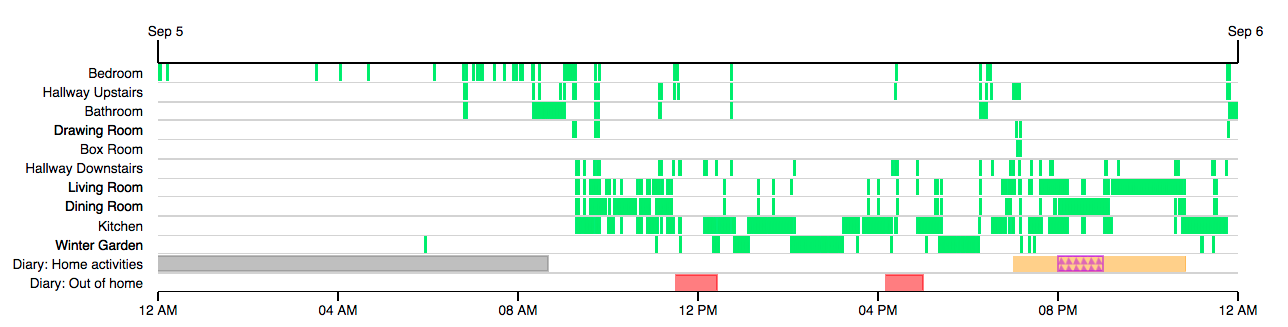 Sep 5
Sep 6
Bedroom
Hallway Upstairs
Bathroom
Drawing Room
Box Room
Hallway Downstairs
Living Room
Dining Room
Kitchen
Winter Garden
Diary: Home activities
Diary: Out of home
12 AM
04 AM
08 AM
12 PM
04 PM
08 PM
12 AM